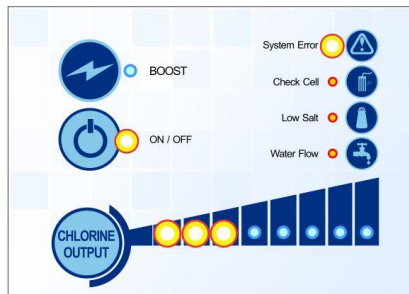 System Error
BOOST
Check Cell
Low Salt
ON / OFF
Water Flow
CHLORINE
OUTPUT